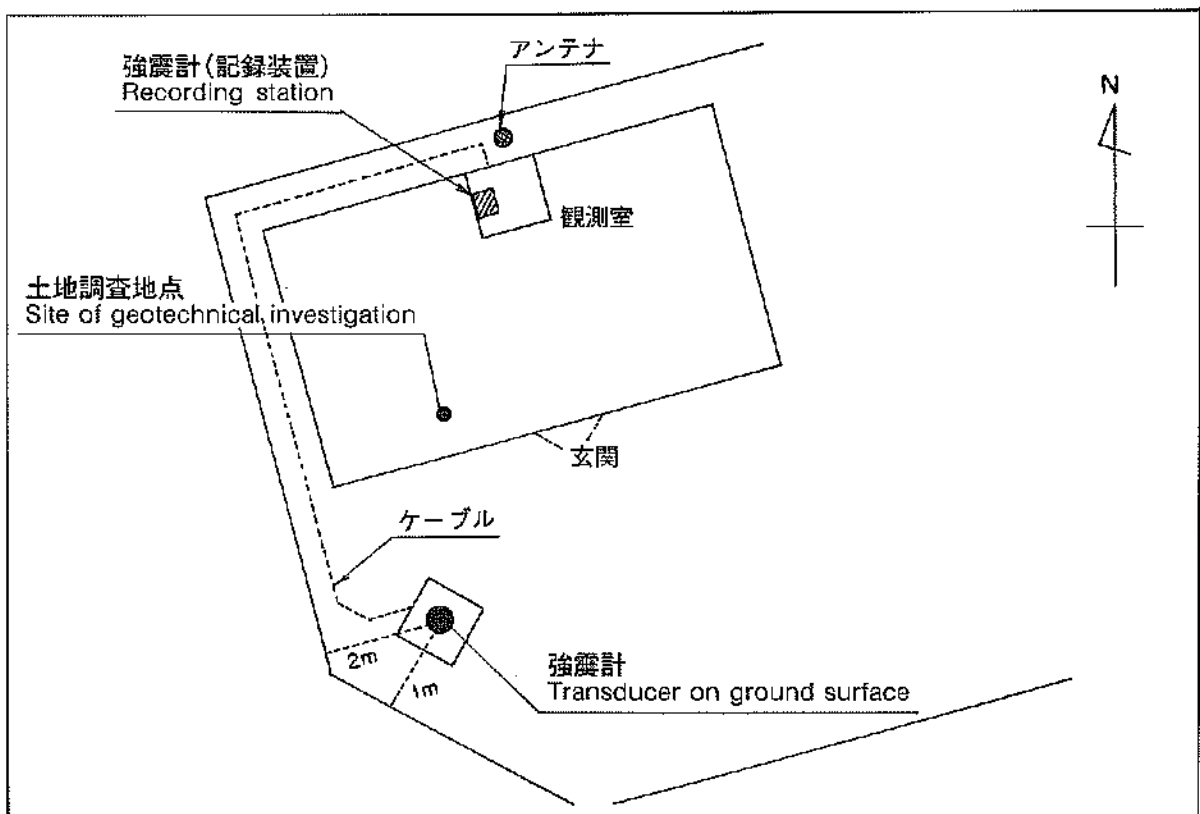 アンテナ
強震計(記録装置)
Recording station
N
観測室
土地調査地点
Site of geotechnical investigation
玄関
ケーブル
2m
1m
強震計
Transducer on ground surface